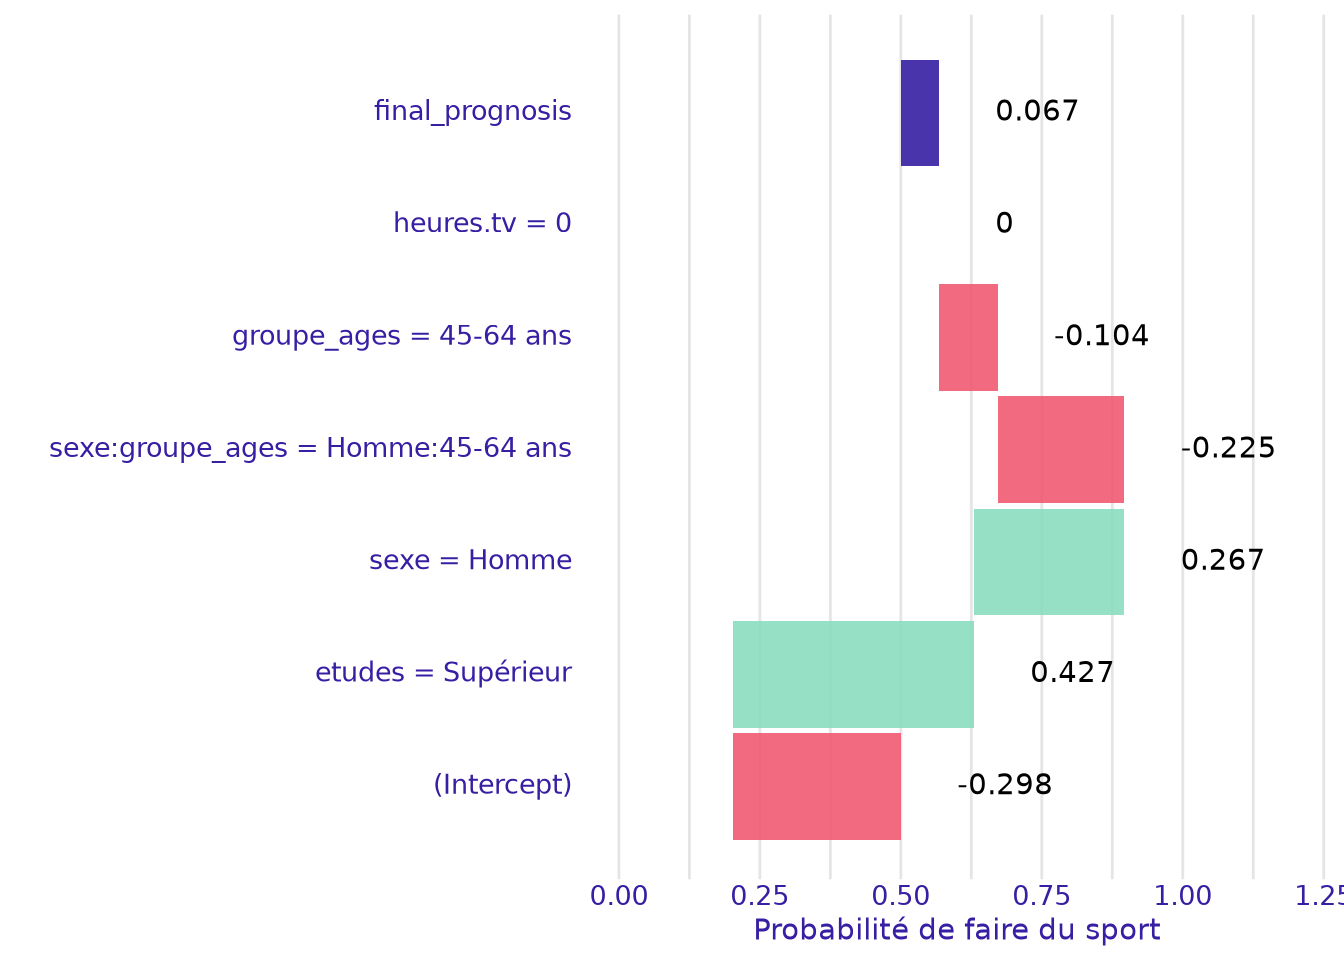 final_prognosis 0.067
heures.tv = 0 0
groupe_ages = 45-64 ans -0.104
sexe:groupe_ages = Homme:45-64 ans -0.225
sexe = Homme 0.267
etudes = Supérieur 0.427
(Intercept) -0.298
0.00 0.25 0.50 0.75 1.00 1.25
Probabilité de faire du sport